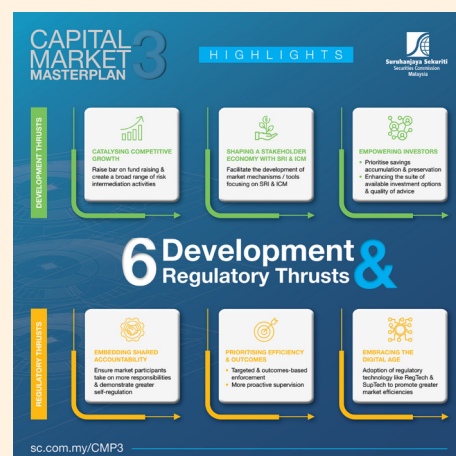 CAPITAL
MARKET
MASTERPLAN
3
HIGHLIGHTS
Suruhanjaya Sekuriti
Securities Commission
Malaysia
DEVELOPMENT THRUSTS
CATALYSING COMPETITIVE
GROWTH
Raise bar on fund raising &
create a broad range of risk
intermediation activities
SHAPING A STAKEHOLDER
ECONOMY WITH SRI & ICM
Facilitate the development of
market mechanisms / tools
focusing on SRI & ICM
EMPOWERING INVESTORS
• Prioritise savings
accumulation & preservation
• Enhancing the suite of
available investment options
& quality of advice
6 Development &
Regulatory Thrusts
REGULATORY THRUSTS
EMBEDDING SHARED
ACCOUNTABILITY
Ensure market participants
take on more responsibilities
& demonstrate greater
self-regulation
PRIORITISING EFFICIENCY
& OUTCOMES
• Targeted & outcomes-based
enforcement
• More proactive supervision
EMBRACING THE
DIGITAL AGE
Adoption of regulatory
technology like RegTech &
SupTech to promote greater
market efficiencies
sc.com.my/CMP3